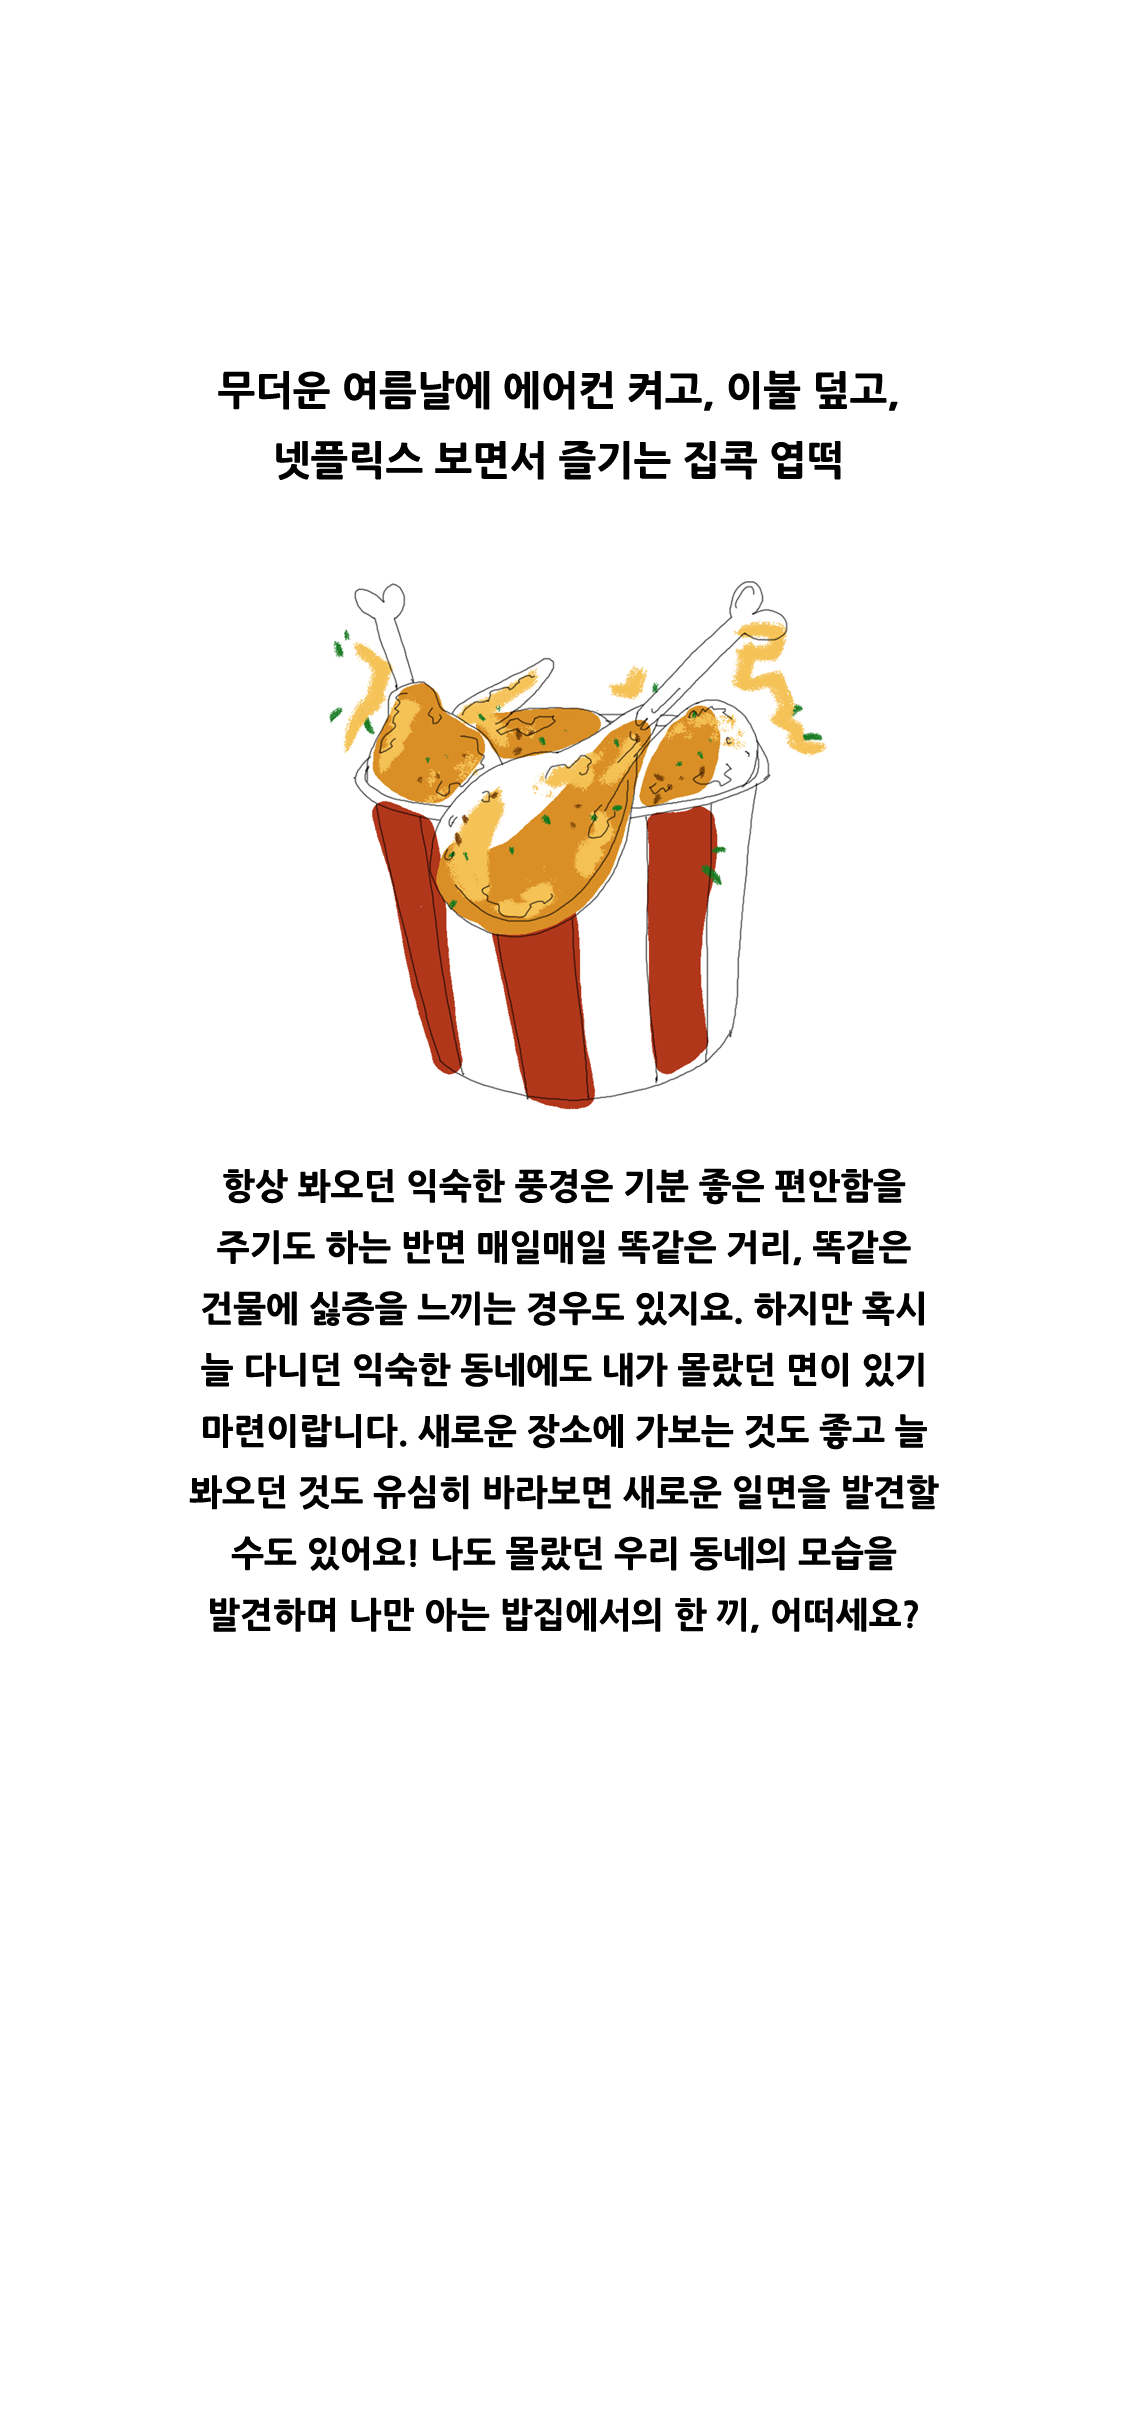 무더운 여름날에 에어컨 켜고, 이불 덮고,
넷플릭스 보면서 즐기는 집콕 엽떡
항상 봐오던 익숙한 풍경은 기분 좋은 편안함을
주기도 하는 반면 매일매일 똑같은 거리, 똑같은
건물에 싫증을 느끼는 경우도 있지요. 하지만 혹시
늘 다니던 익숙한 동네에도 내가 몰랐던 면이 있기
마련이랍니다. 새로운 장소에 가보는 것도 좋고 늘
봐오던 것도 유심히 바라보면 새로운 일면을 발견할
수도 있어요! 나도 몰랐던 우리 동네의 모습을
발견하며 나만 아는 밥집에서의 한 끼, 어떠세요?